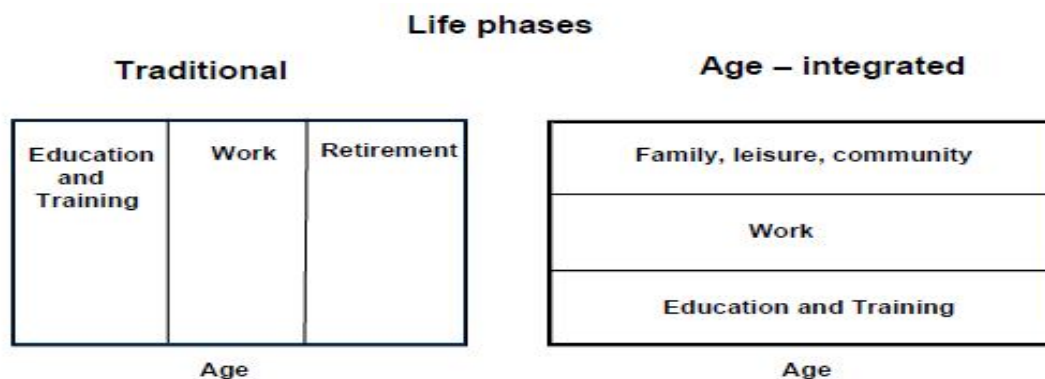 Life phases
Traditional
Age – integrated
Education
and
Training
Work
Retirement
Family, leisure, community
Work
Education and Training
Age
Age